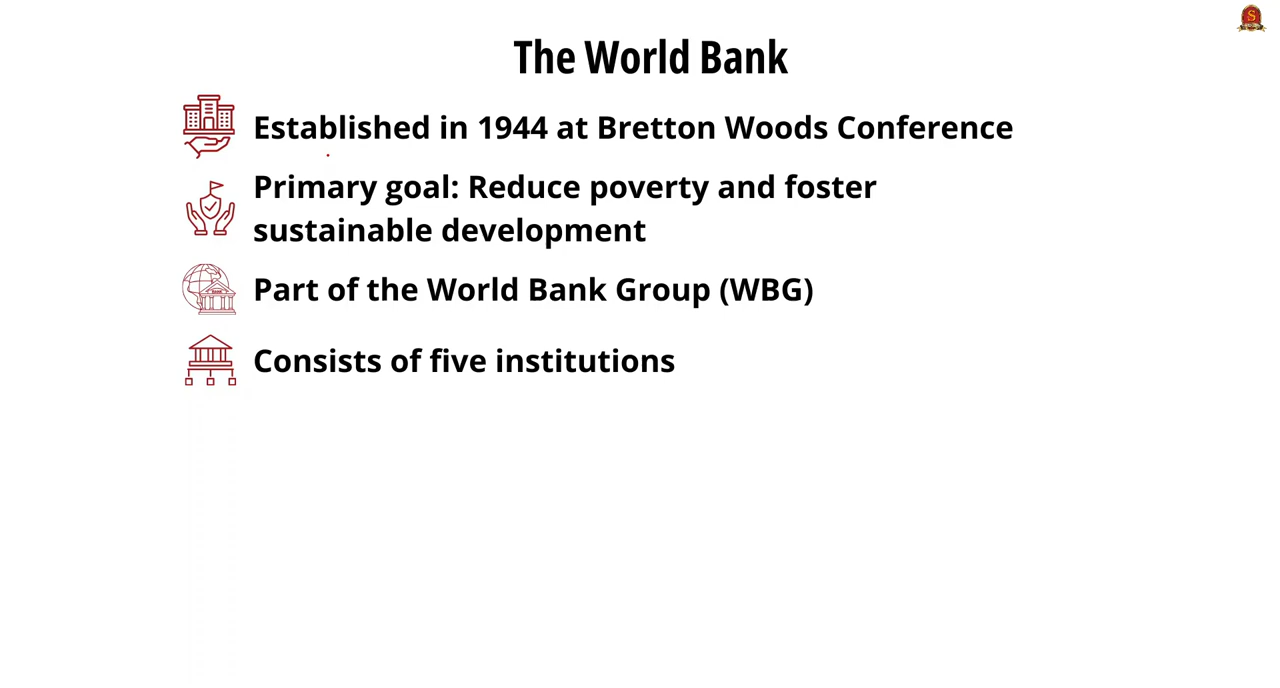 The World Bank
Established in 1944 at Bretton Woods Conference
Primary goal: Reduce poverty and foster
sustainable development
Part of the World Bank Group (WBG)
Consists of five institutions